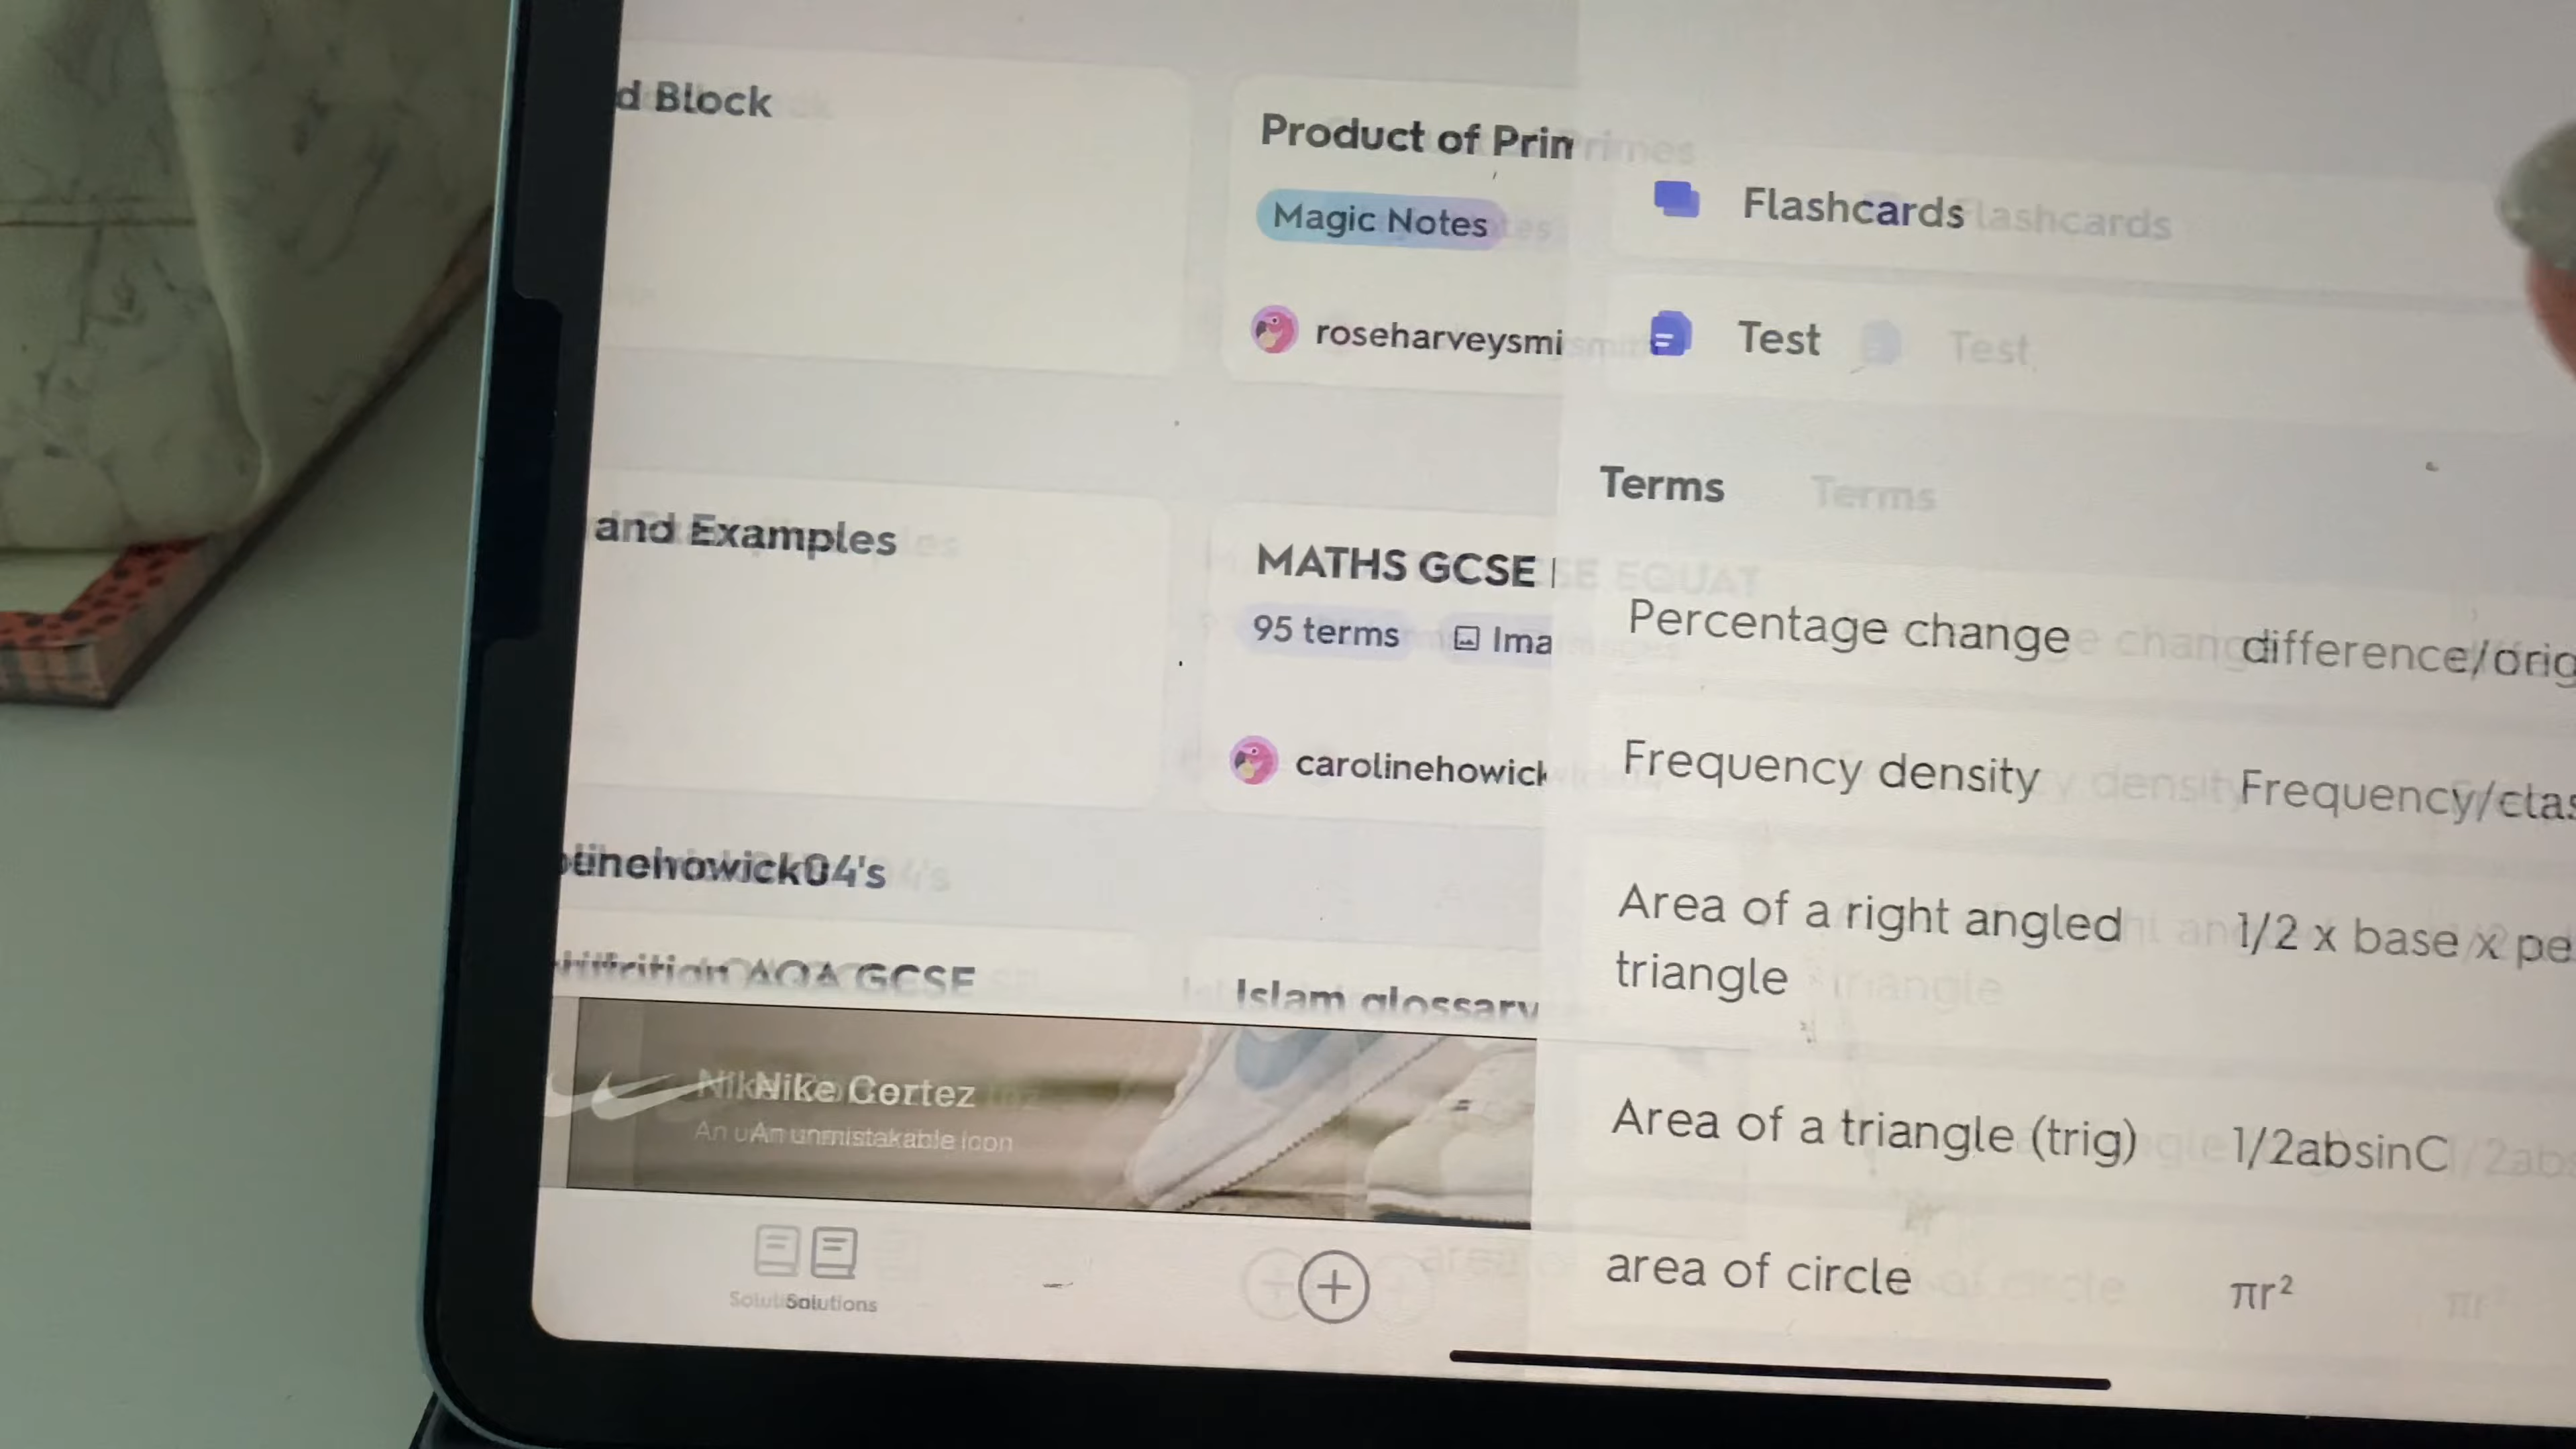 d Block
Product of Prim
Magic Notes
roseharveysmi
and Examples
MATHS GCSE
95 terms
Ima
carolinehowick
linehowick04's
AQA GCSE
Islam glossary
Nike Cortez
An unmistakable icon
Solutions
Flashcards
Test
Terms
Percentage change
difference/orig
Frequency density
Frequency/clas
Area of a right angled
triangle
1/2 x base x pe
Area of a triangle (trig)
1/2absinC
area of circle
πr²